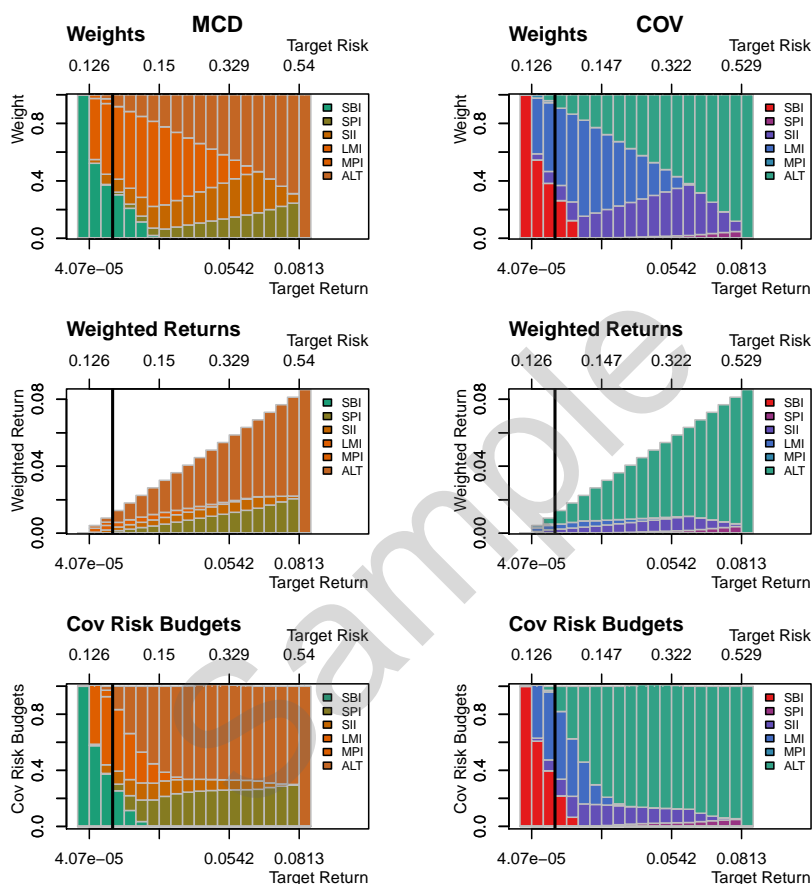 MCD
Weights
Target Risk
0.126 0.15 0.329 0.54
Weight
0.0 0.4 0.8
SBI
SPI
SII
LMI
MPI
ALT
4.07e−05 0.0542 0.0813
Target Return
COV
Weights
Target Risk
0.126 0.147 0.322 0.529
Weight
0.0 0.4 0.8
SBI
SPI
SII
LMI
MPI
ALT
4.07e−05 0.0542 0.0813
Target Return
Weighted Returns
Target Risk
0.126 0.15 0.329 0.54
Weighted Return
0.00 0.04 0.08
SBI
SPI
SII
LMI
MPI
ALT
4.07e−05 0.0542 0.0813
Target Return
Weighted Returns
Target Risk
0.126 0.147 0.322 0.529
Weighted Return
0.00 0.04 0.08
SBI
SPI
SII
LMI
MPI
ALT
4.07e−05 0.0542 0.0813
Target Return
Cov Risk Budgets
Target Risk
0.126 0.15 0.329 0.54
Cov Risk Budgets
0.0 0.4 0.8
SBI
SPI
SII
LMI
MPI
ALT
4.07e−05 0.0542 0.0813
Target Return
Cov Risk Budgets
Target Risk
0.126 0.147 0.322 0.529
Cov Risk Budgets
0.0 0.4 0.8
SBI
SPI
SII
LMI
MPI
ALT
4.07e−05 0.0542 0.0813
Target Return
Sample